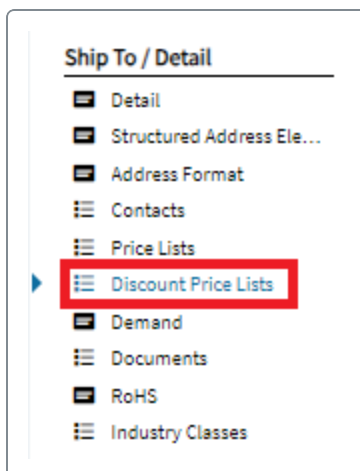 Ship To / Detail
Detail
Structured Address Ele...
Address Format
Contacts
Price Lists
Discount Price Lists
Demand
Documents
RoHS
Industry Classes